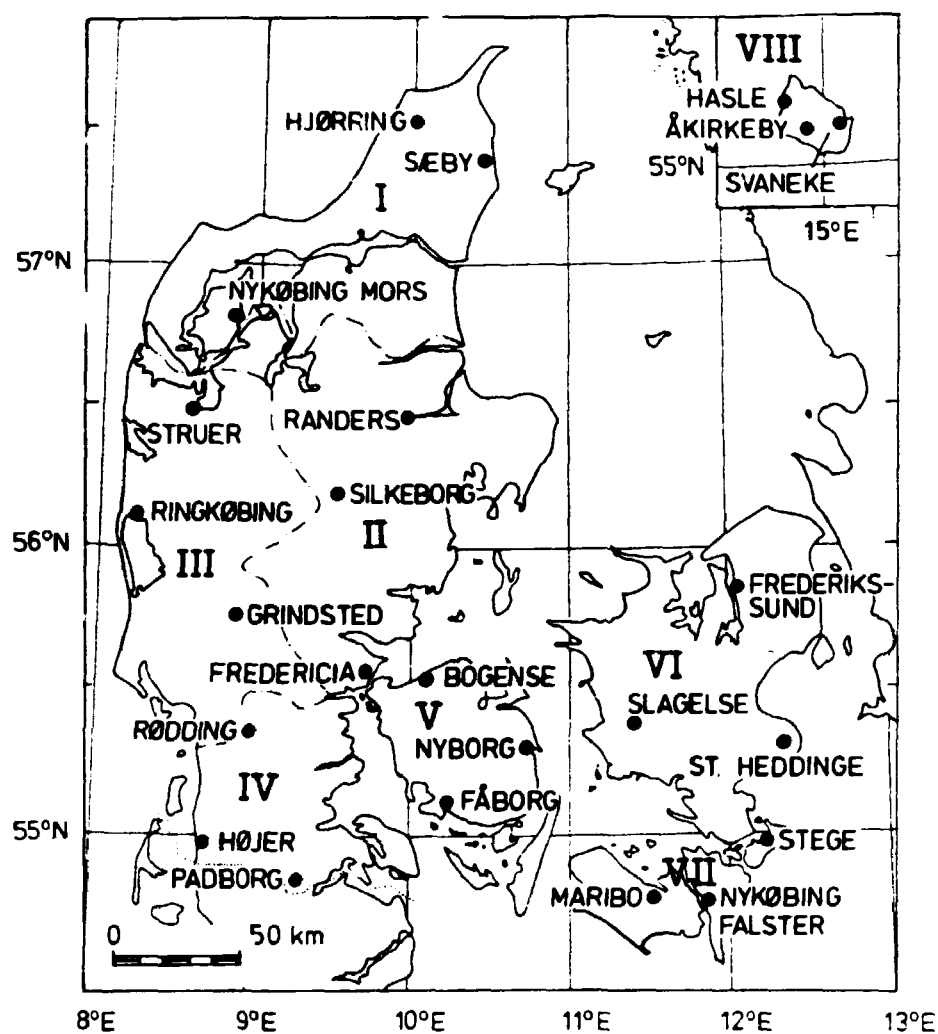 VIII
HASLE
HJØRRING
ÅKIRKEBY
SÆBY
55°N
SVANEKE
I
15°E
57°N
NYKØBING MORS
STRUER
RANDERS
SILKEBORG
RINGKØBING
II
56°N
III
FREDERIKS-
SUND
GRINDSTED
VI
FREDERICIA
BOGENSE
SLAGELSE
V
RØDDING
NYBORG
ST. HEDDINGE
IV
FÅBORG
55°N
HØJER
STEGE
VII
PADBORG
MARIBO
NYKØBING
FALSTER
0 50 km
8°E 9°E 10°E 11°E 12°E 13°E